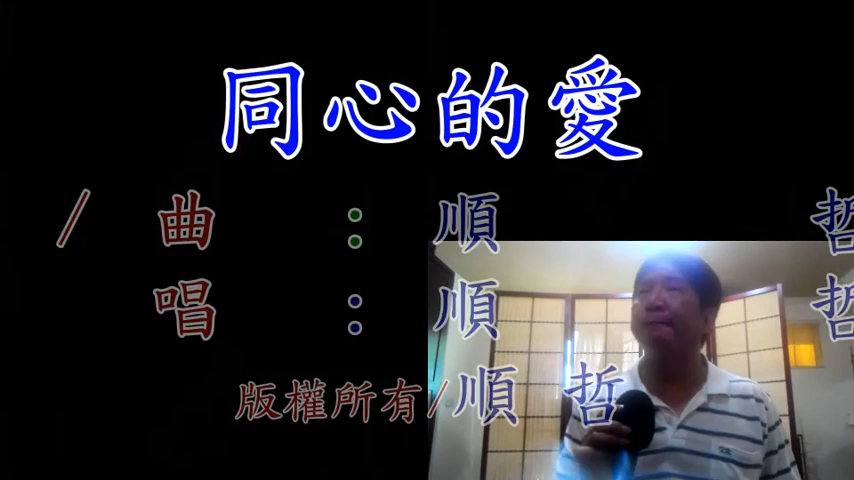 同心的愛
/ 曲 : 順 哲
唱 : 順 哲
版權所有/順 哲